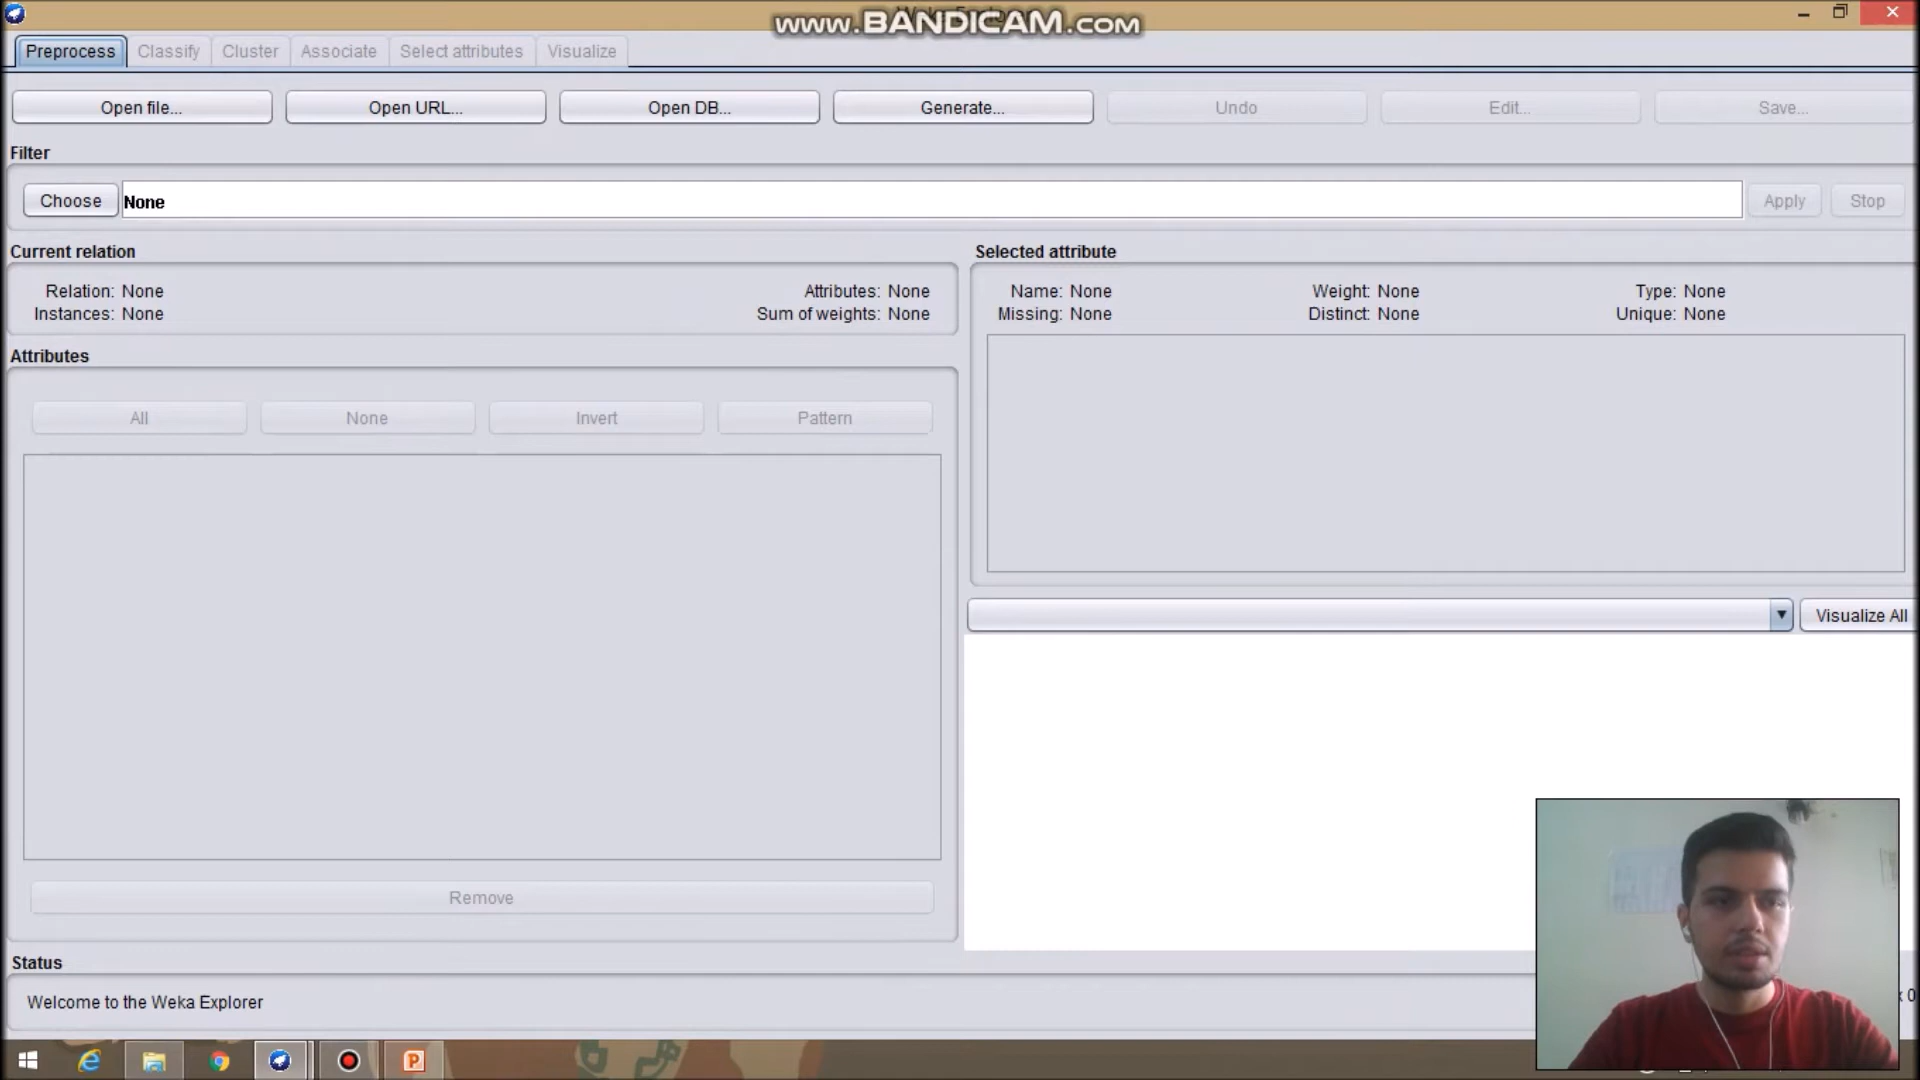 www.BANDICAM.com
Preprocess Classify Cluster Associate Select attributes Visualize
Open file... Open URL... Open DB... Generate... Undo Edit... Save...
Filter
Choose None Apply Stop
Current relation
Relation: None Attributes: None
Instances: None Sum of weights: None
Selected attribute
Name: None Weight: None Type: None
Missing: None Distinct: None Unique: None
Attributes
All None Invert Pattern
Visualize All
Remove
Status
Welcome to the Weka Explorer
x 0